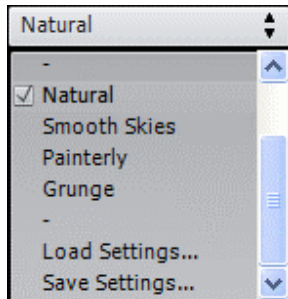 Natural
-
Natural
Smooth Skies
Painterly
Grunge
-
Load Settings...
Save Settings...